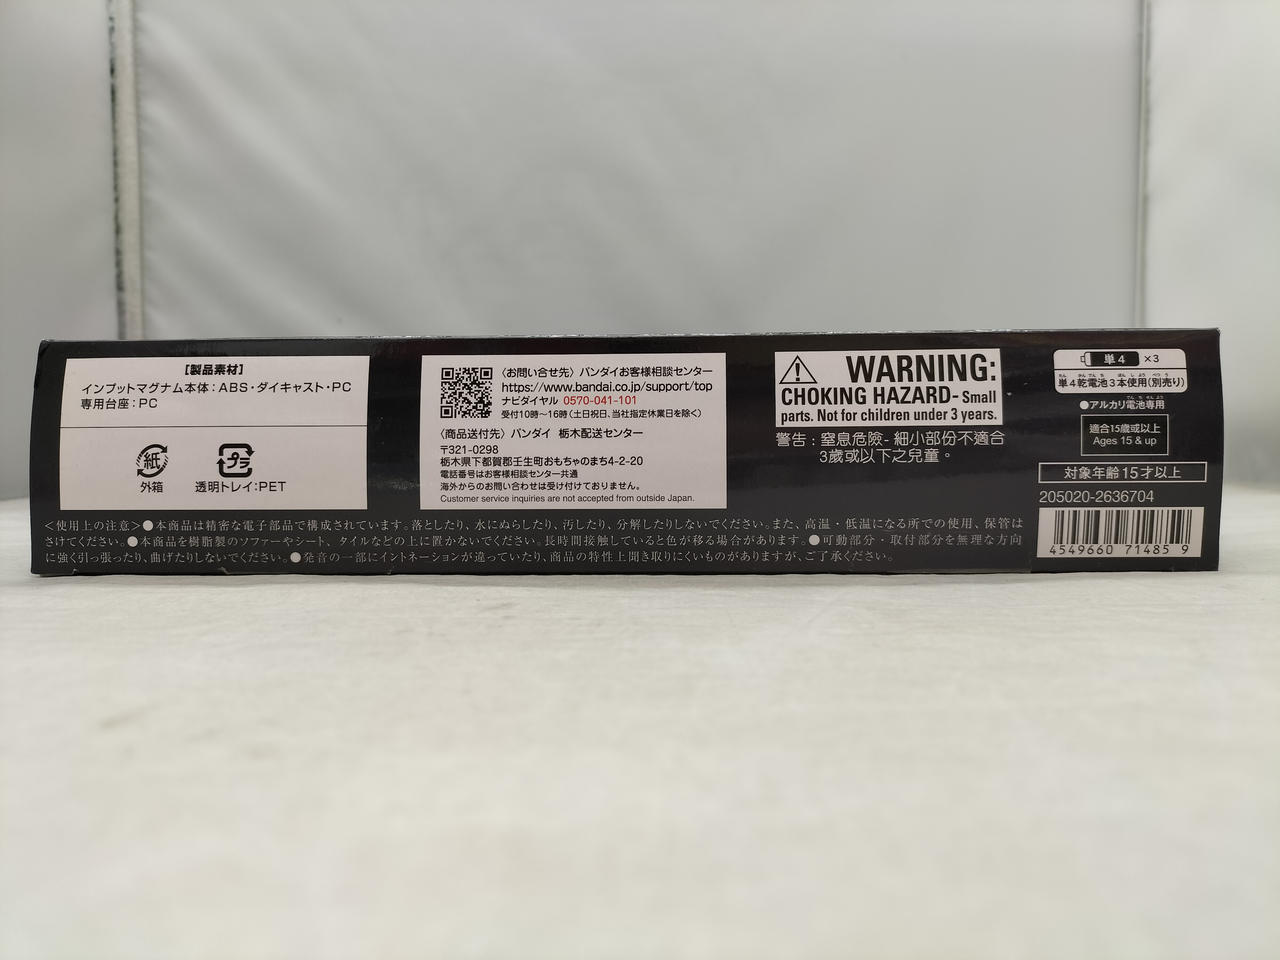 【製品素材】
インプットマグナム本体：ABS・ダイキャスト・PC
専用台座：PC
紙
外箱
プラ
透明トレイ：PET
〈お問い合せ先〉バンダイお客様相談センター
https://www.bandai.co.jp/support/top
ナビダイヤル 0570-041-101
受付10時～16時(土日祝日、当社指定休業日を除く)
〈商品送付先〉バンダイ 栃木配送センター
〒321-0298
栃木県下都賀郡壬生町おもちゃのまち4-2-20
電話番号はお客様相談センター共通
海外からのお問い合わせは受け付けておりません。
Customer service inquiries are not accepted from outside Japan.
WARNING:
CHOKING HAZARD- Small
parts. Not for children under 3 years.
警告：窒息危險- 細小部份不適合
3歲或以下之兒童。
単4 ×3
単4乾電池3本使用(別売り)
●アルカリ電池専用
適合15歲或以上
Ages 15 & up
対象年齢15才以上
205020-2636704
4549660 71485 9
＜使用上の注意＞●本商品は精密な電子部品で構成されています。落としたり、水にぬらしたり、汚したり、分解したりしないでください。また、高温・低温になる所での使用、保管は
さけてください。●本商品を樹脂製のソファーやシート、タイルなどの上に置かないでください。長時間接触していると色が移る場合があります。●可動部分・取付部分を無理な方向
に強く引っ張ったり、曲げたりしないでください。●発音の一部にイントネーションが違っていたり、商品の特性上聞き取りにくいものがありますが、ご了承ください。